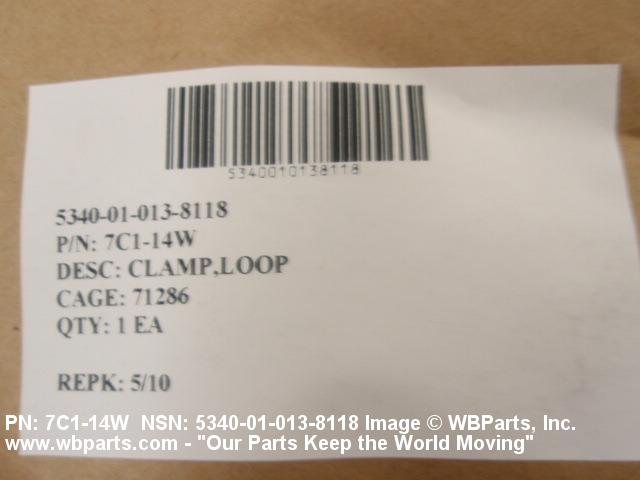 5340010138118
5340-01-013-8118
P/N: 7C1-14W
DESC: CLAMP,LOOP
CAGE: 71286
QTY: 1 EA
REPK: 5/10
PN: 7C1-14W NSN: 5340-01-013-8118 Image © WBParts, Inc.
www.wbparts.com - "Our Parts Keep the World Moving"